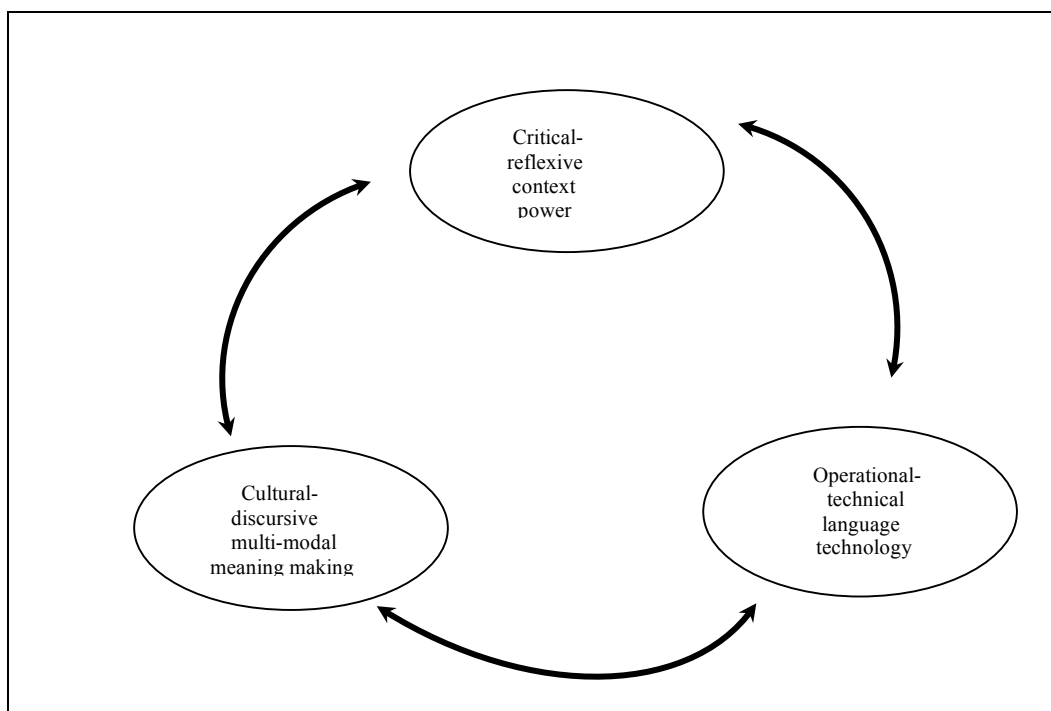 Critical-
reflexive
context
power
Cultural-
discursive
multi-modal
meaning making
Operational-
technical
language
technology